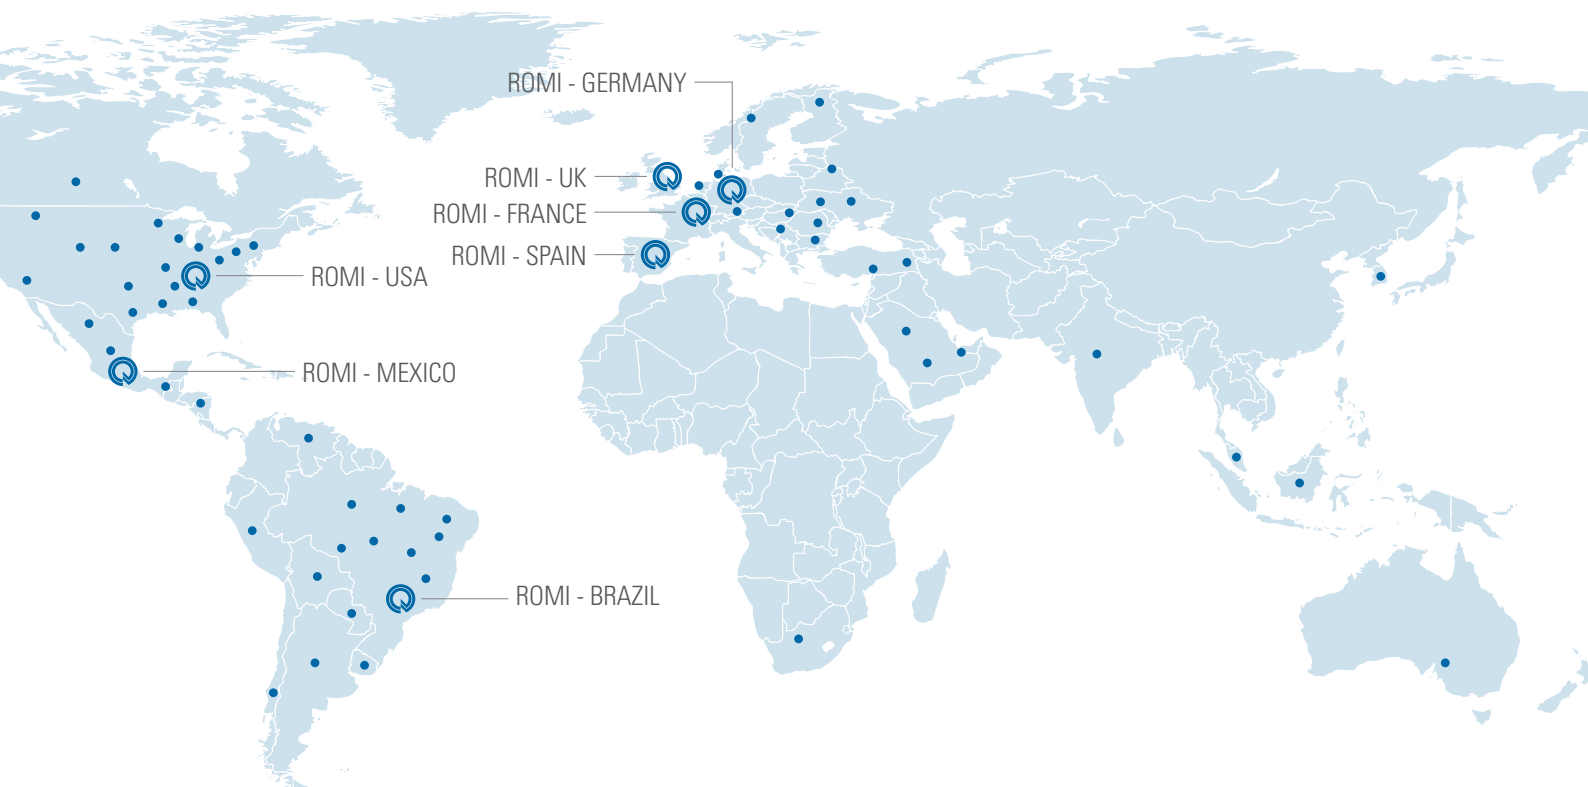 ROMI - GERMANY
ROMI - UK
ROMI - FRANCE
ROMI - SPAIN
ROMI - USA
ROMI - MEXICO
ROMI - BRAZIL